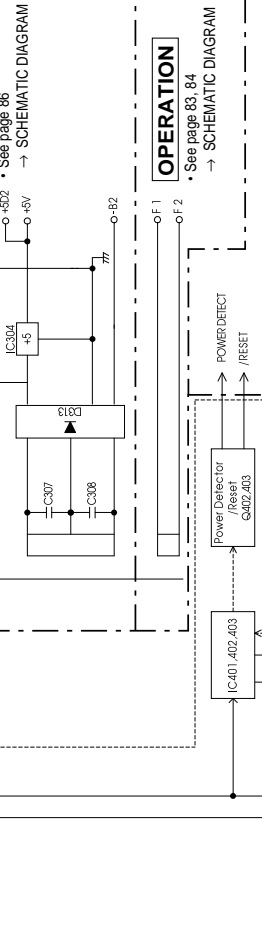 • See page 86
→ SCHEMATIC DIAGRAM
+5D2
+5V
IC304
+5
-B2
D313
C307
C308
OPERATION
• See page 83, 84
→ SCHEMATIC DIAGRAM
F 1
F 2
POWER DETECT
/RESET
Power Detector
/Reset
Q402,403
IC401,402,403